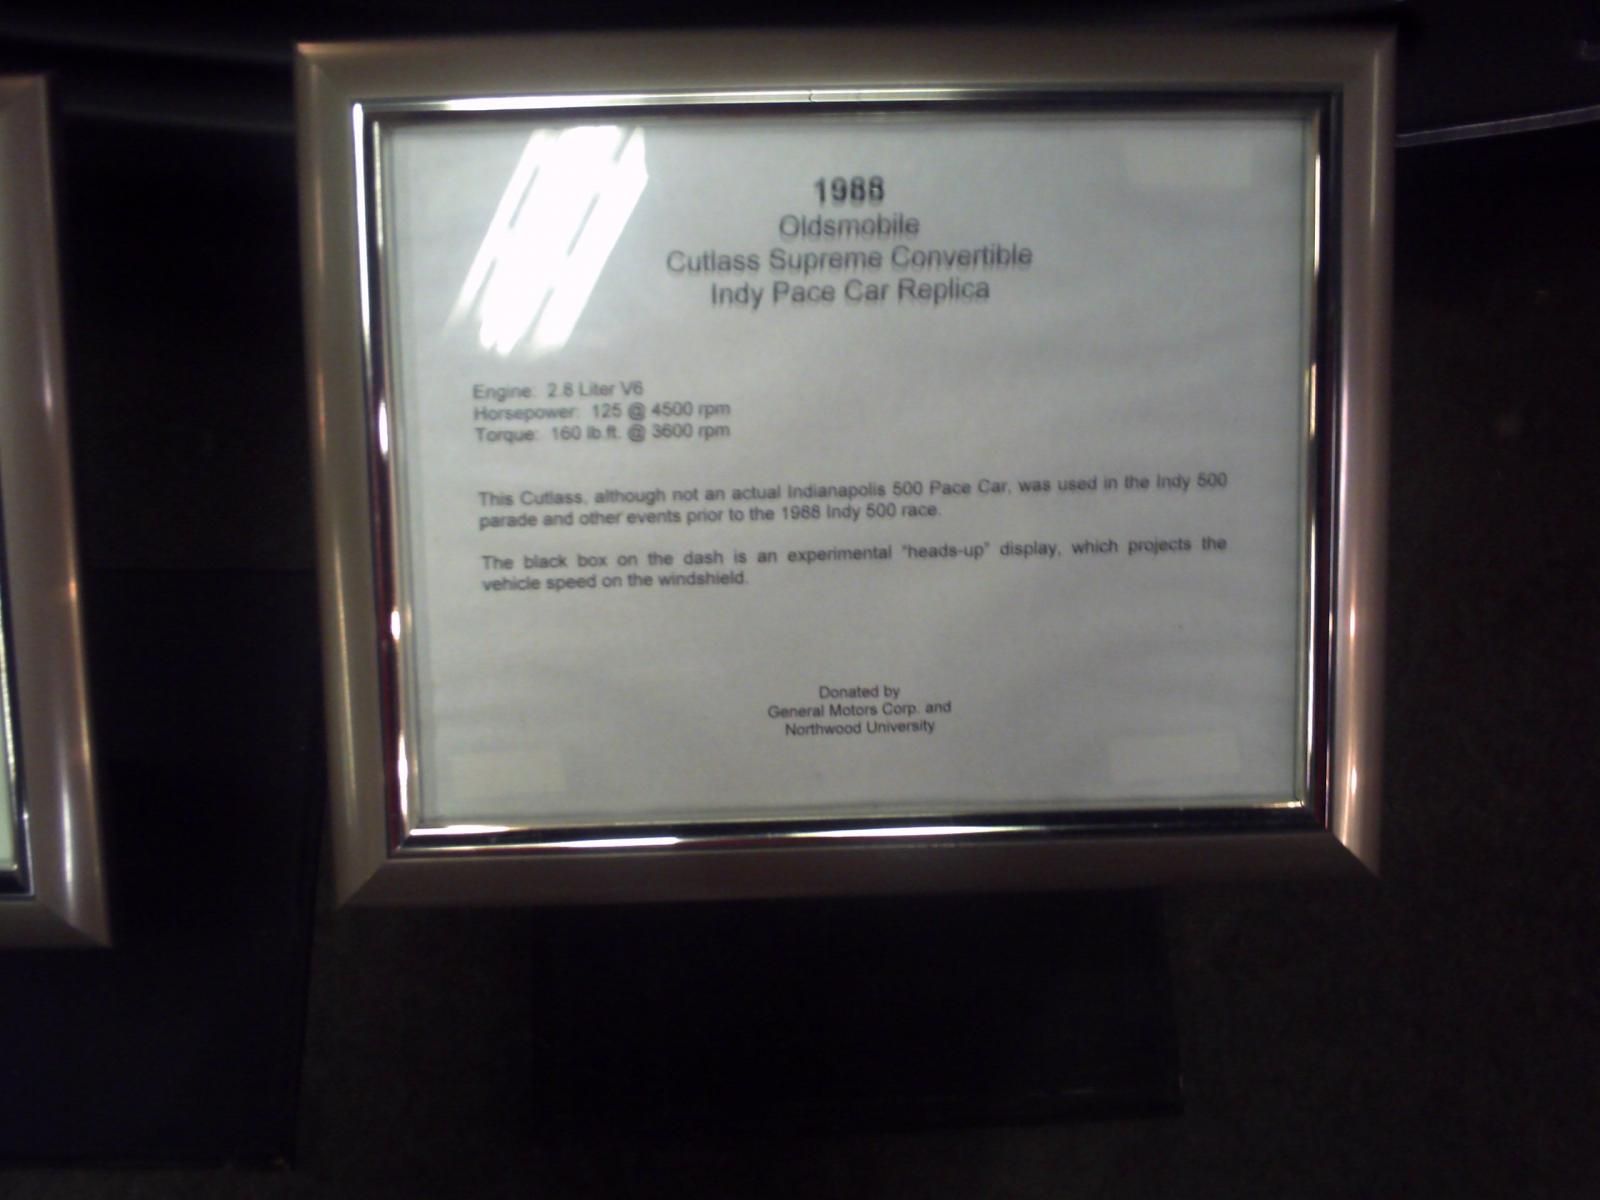 1988
Oldsmobile
Cutlass Supreme Convertible
Indy Pace Car Replica
Engine: 2.8 Liter V6
Horsepower: 125 @ 4500 rpm
Torque: 160 lb.ft. @ 3600 rpm
This Cutlass, although not an actual Indianapolis 500 Pace Car, was used in the Indy 500
parade and other events prior to the 1988 Indy 500 race.
The black box on the dash is an experimental "heads-up" display, which projects the
vehicle speed on the windshield.
Donated by
General Motors Corp. and
Northwood University